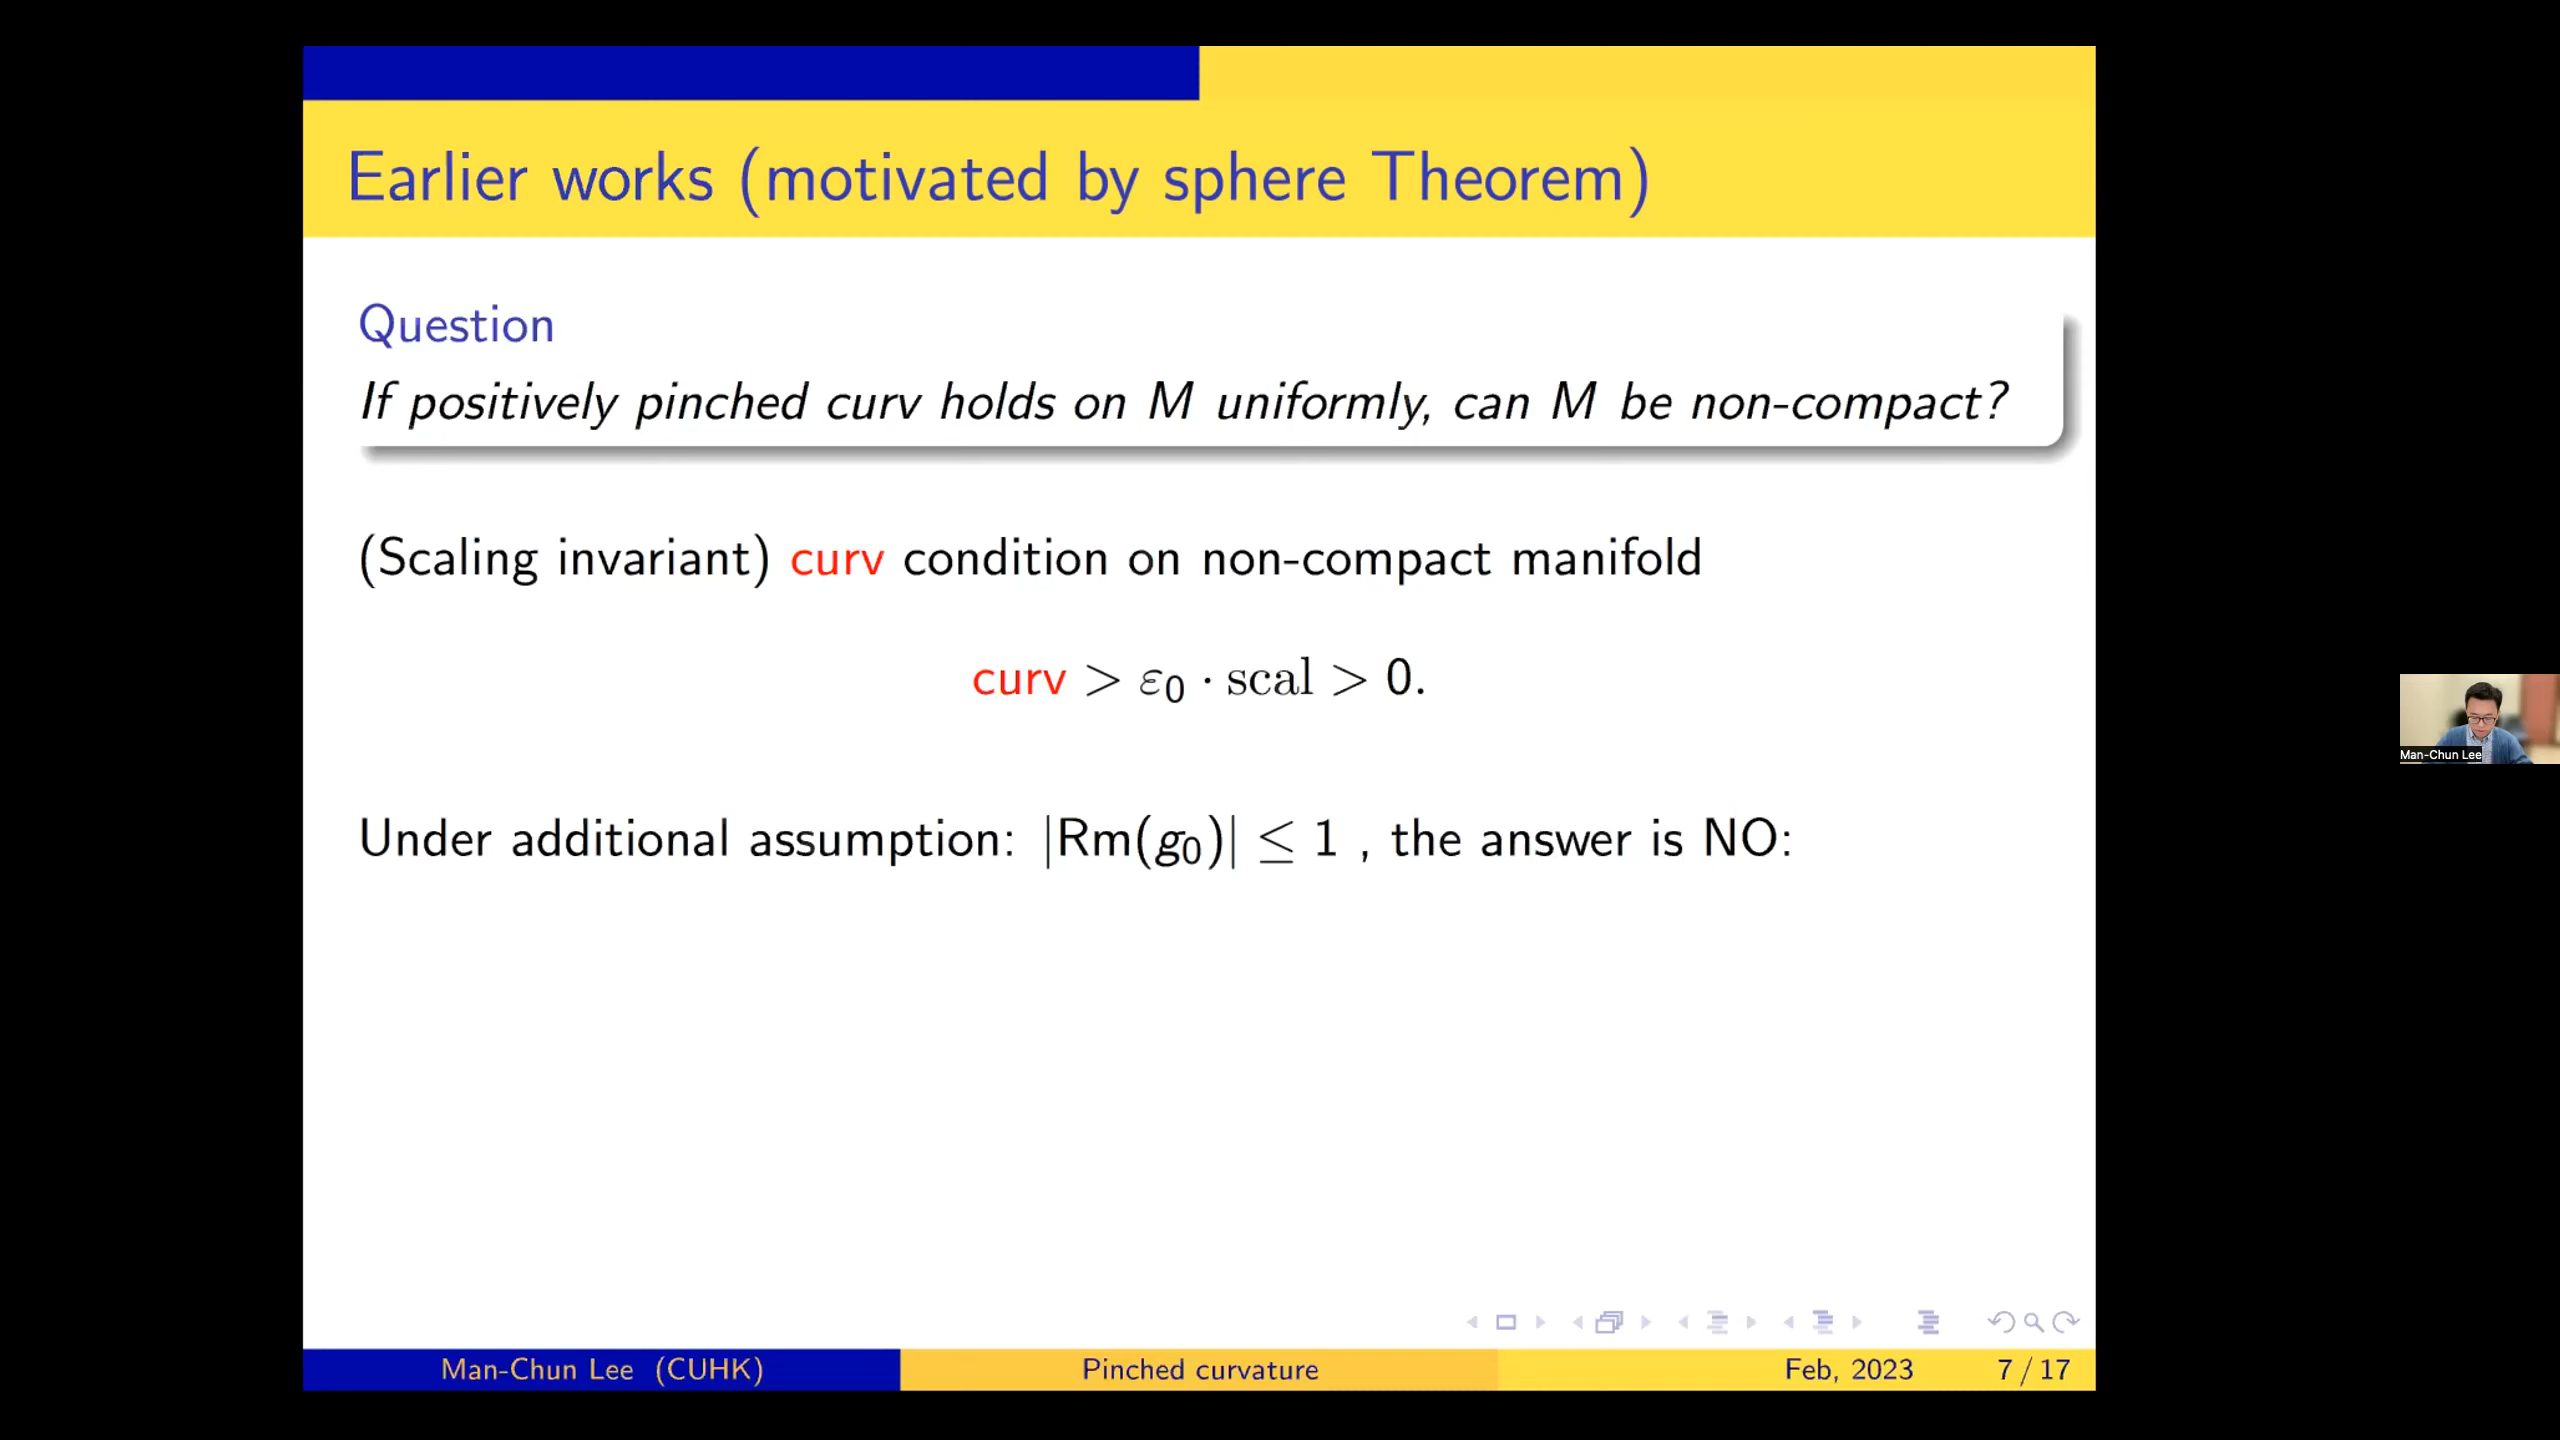 Earlier works (motivated by sphere Theorem)
Question
If positively pinched curv holds on M uniformly, can M be non-compact?
(Scaling invariant) curv condition on non-compact manifold
curv > ε₀ · scal > 0.
Under additional assumption: |Rm(g₀)| ≤ 1 , the answer is NO:
Man-Chun Lee
Man-Chun Lee (CUHK) Pinched curvature Feb, 2023 7 / 17